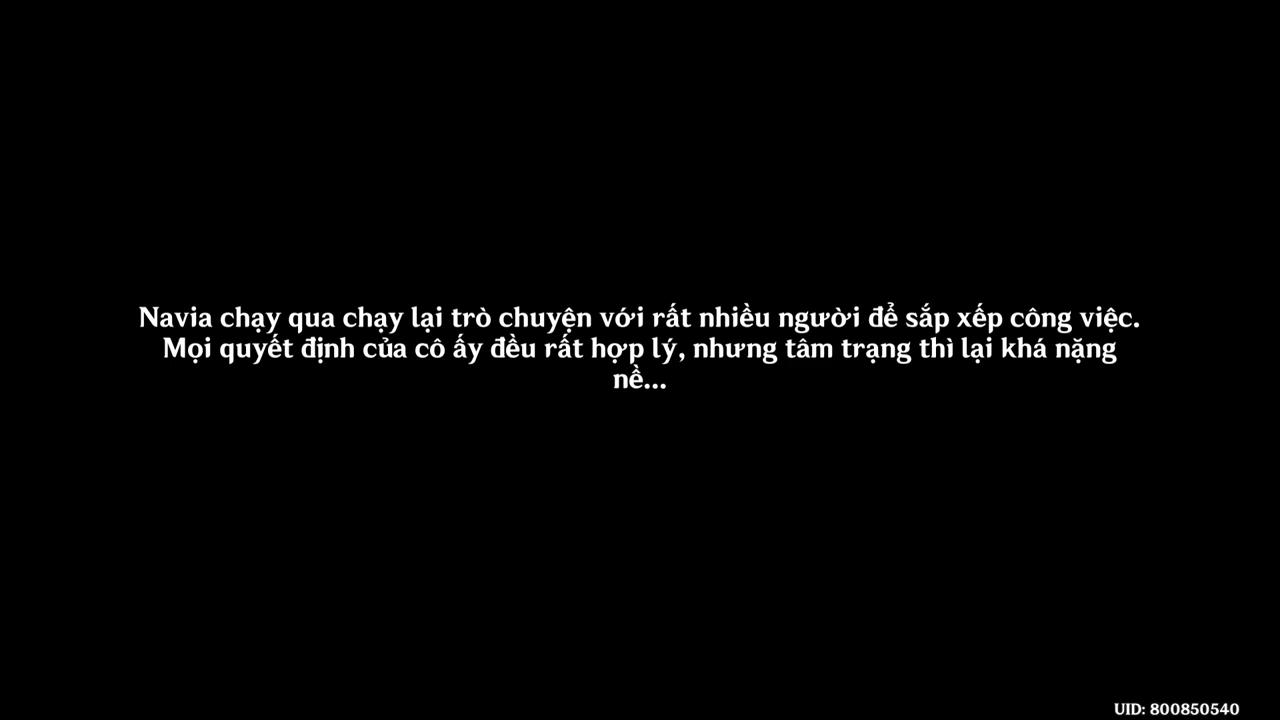 Navia chạy qua chạy lại trò chuyện với rất nhiều người để sắp xếp công việc.
Mọi quyết định của cô ấy đều rất hợp lý, nhưng tâm trạng thì lại khá nặng
nề...
UID: 800850540